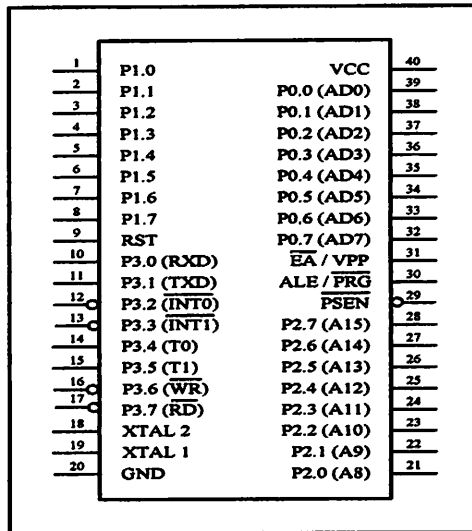 1 P1.0 VCC 40
2 P1.1 P0.0 (AD0) 39
3 P1.2 P0.1 (AD1) 38
4 P1.3 P0.2 (AD2) 37
5 P1.4 P0.3 (AD3) 36
6 P1.5 P0.4 (AD4) 35
7 P1.6 P0.5 (AD5) 34
8 P1.7 P0.6 (AD6) 33
9 RST P0.7 (AD7) 32
10 P3.0 (RXD) E̅A̅ / VPP 31
11 P3.1 (TXD) ALE / P̅R̅G̅ 30
12 P3.2 (I̅N̅T̅0̅) P̅S̅E̅N̅ 29
13 P3.3 (I̅N̅T̅1̅) P2.7 (A15) 28
14 P3.4 (T0) P2.6 (A14) 27
15 P3.5 (T1) P2.5 (A13) 26
16 P3.6 (W̅R̅) P2.4 (A12) 25
17 P3.7 (R̅D̅) P2.3 (A11) 24
18 XTAL 2 P2.2 (A10) 23
19 XTAL 1 P2.1 (A9) 22
20 GND P2.0 (A8) 21